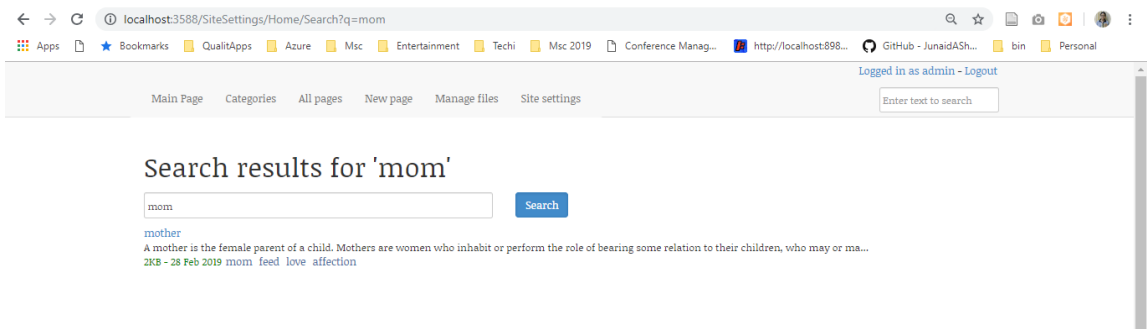 localhost:3588/SiteSettings/Home/Search?q=mom
Apps Bookmarks QualitApps Azure Msc Entertainment Techi Msc 2019 Conference Manag... http://localhost:898... GitHub - JunaidASh... bin Personal
Logged in as admin - Logout
Main Page Categories All pages New page Manage files Site settings Enter text to search
Search results for 'mom'
mom Search
mother
A mother is the female parent of a child. Mothers are women who inhabit or perform the role of bearing some relation to their children, who may or ma...
2KB - 28 Feb 2019 mom feed love affection